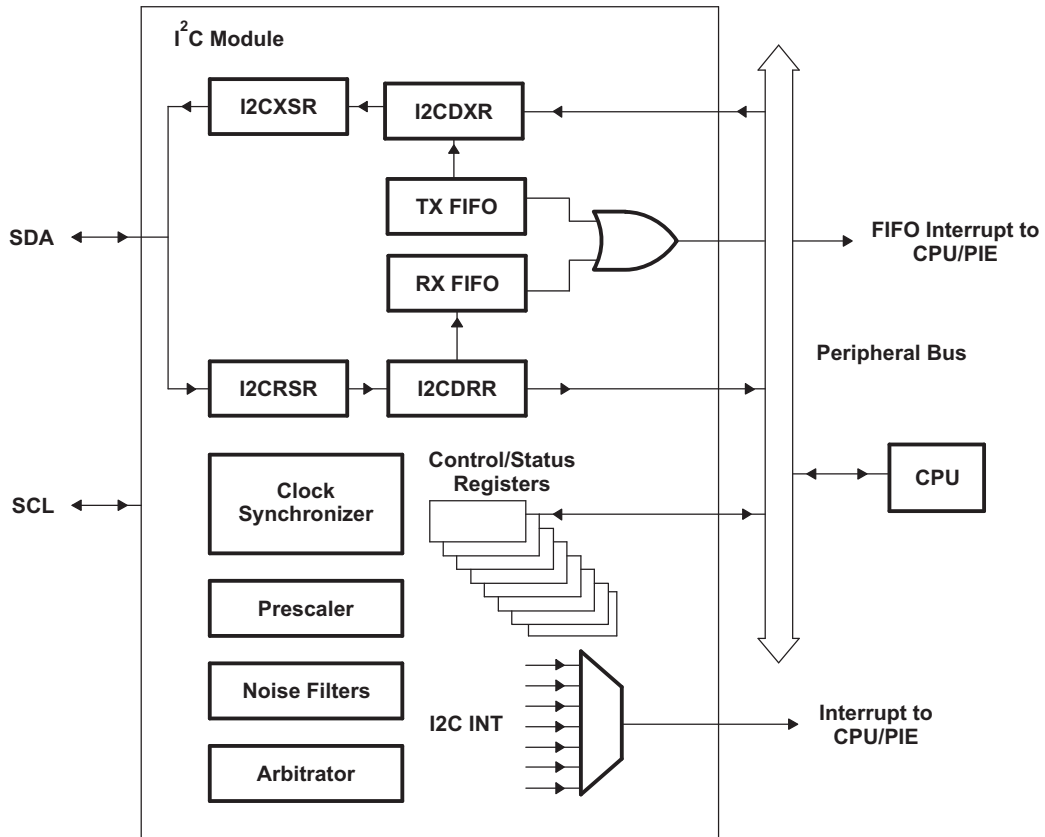 I²C Module
I2CXSR
I2CDXR
TX FIFO
RX FIFO
SDA
FIFO Interrupt to
CPU/PIE
Peripheral Bus
I2CRSR
I2CDRR
Control/Status
Registers
Clock
Synchronizer
SCL
CPU
Prescaler
Noise Filters
I2C INT
Interrupt to
CPU/PIE
Arbitrator